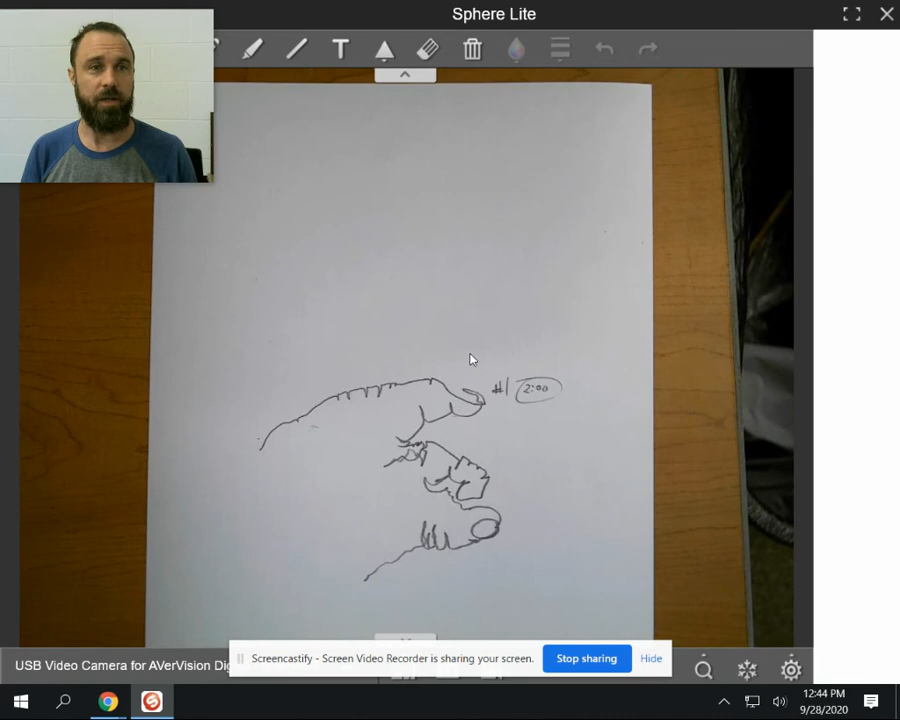 Sphere Lite
T
#1 2:00
Screencastify - Screen Video Recorder is sharing your screen.
Stop sharing
Hide
USB Video Camera for AVerVision Di
12:44 PM
9/28/2020